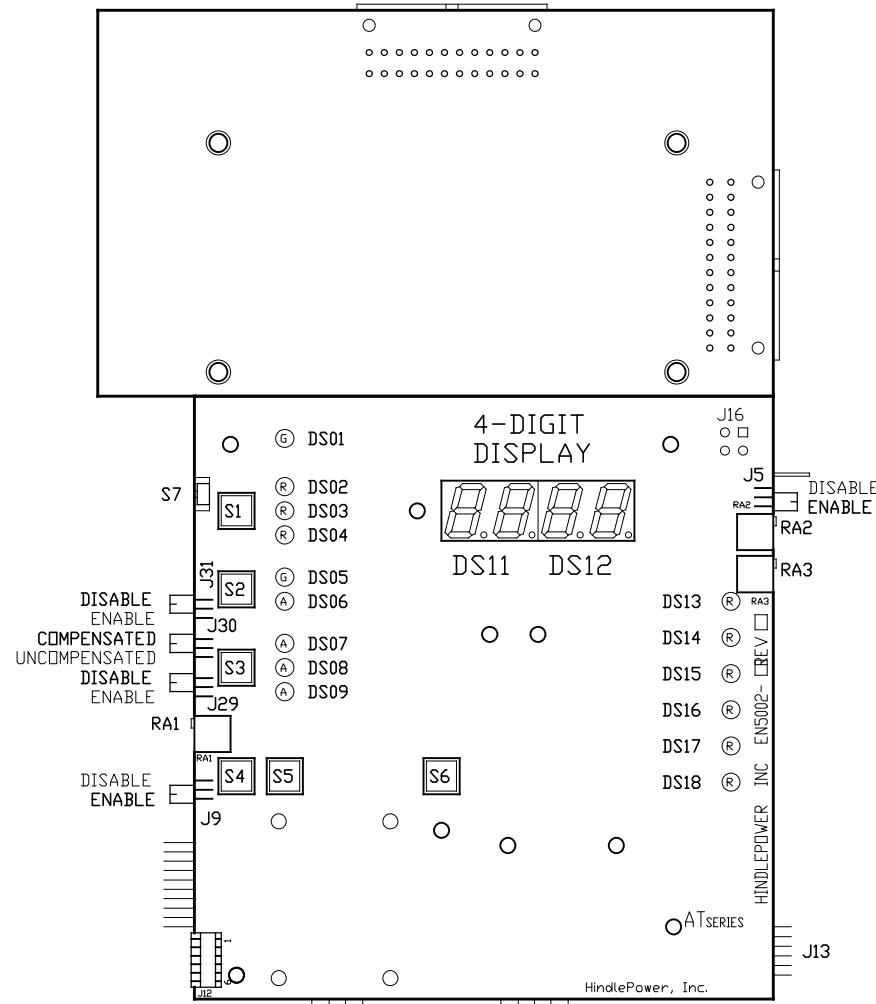 4-DIGIT
DISPLAY
J16
G DS01
J5
DISABLE
ENABLE
S7
S1
R DS02
R DS03
R DS04
RA2
RA2
DS11 DS12
RA3
J31
S2
G DS05
A DS06
DISABLE
ENABLE
J30
COMPENSATED
UNCOMPENSATED
S3
A DS07
A DS08
A DS09
DISABLE
ENABLE
J29
RA1
RA1
DS13 R
RA3
DS14 R
DS15 R
DS16 R
DS17 R
DS18 R
HINDLEPOWER INC EN5002- REV
S4 S5 S6
DISABLE
ENABLE
J9
ATSERIES
J13
1
6
J12
HindlePower, Inc.